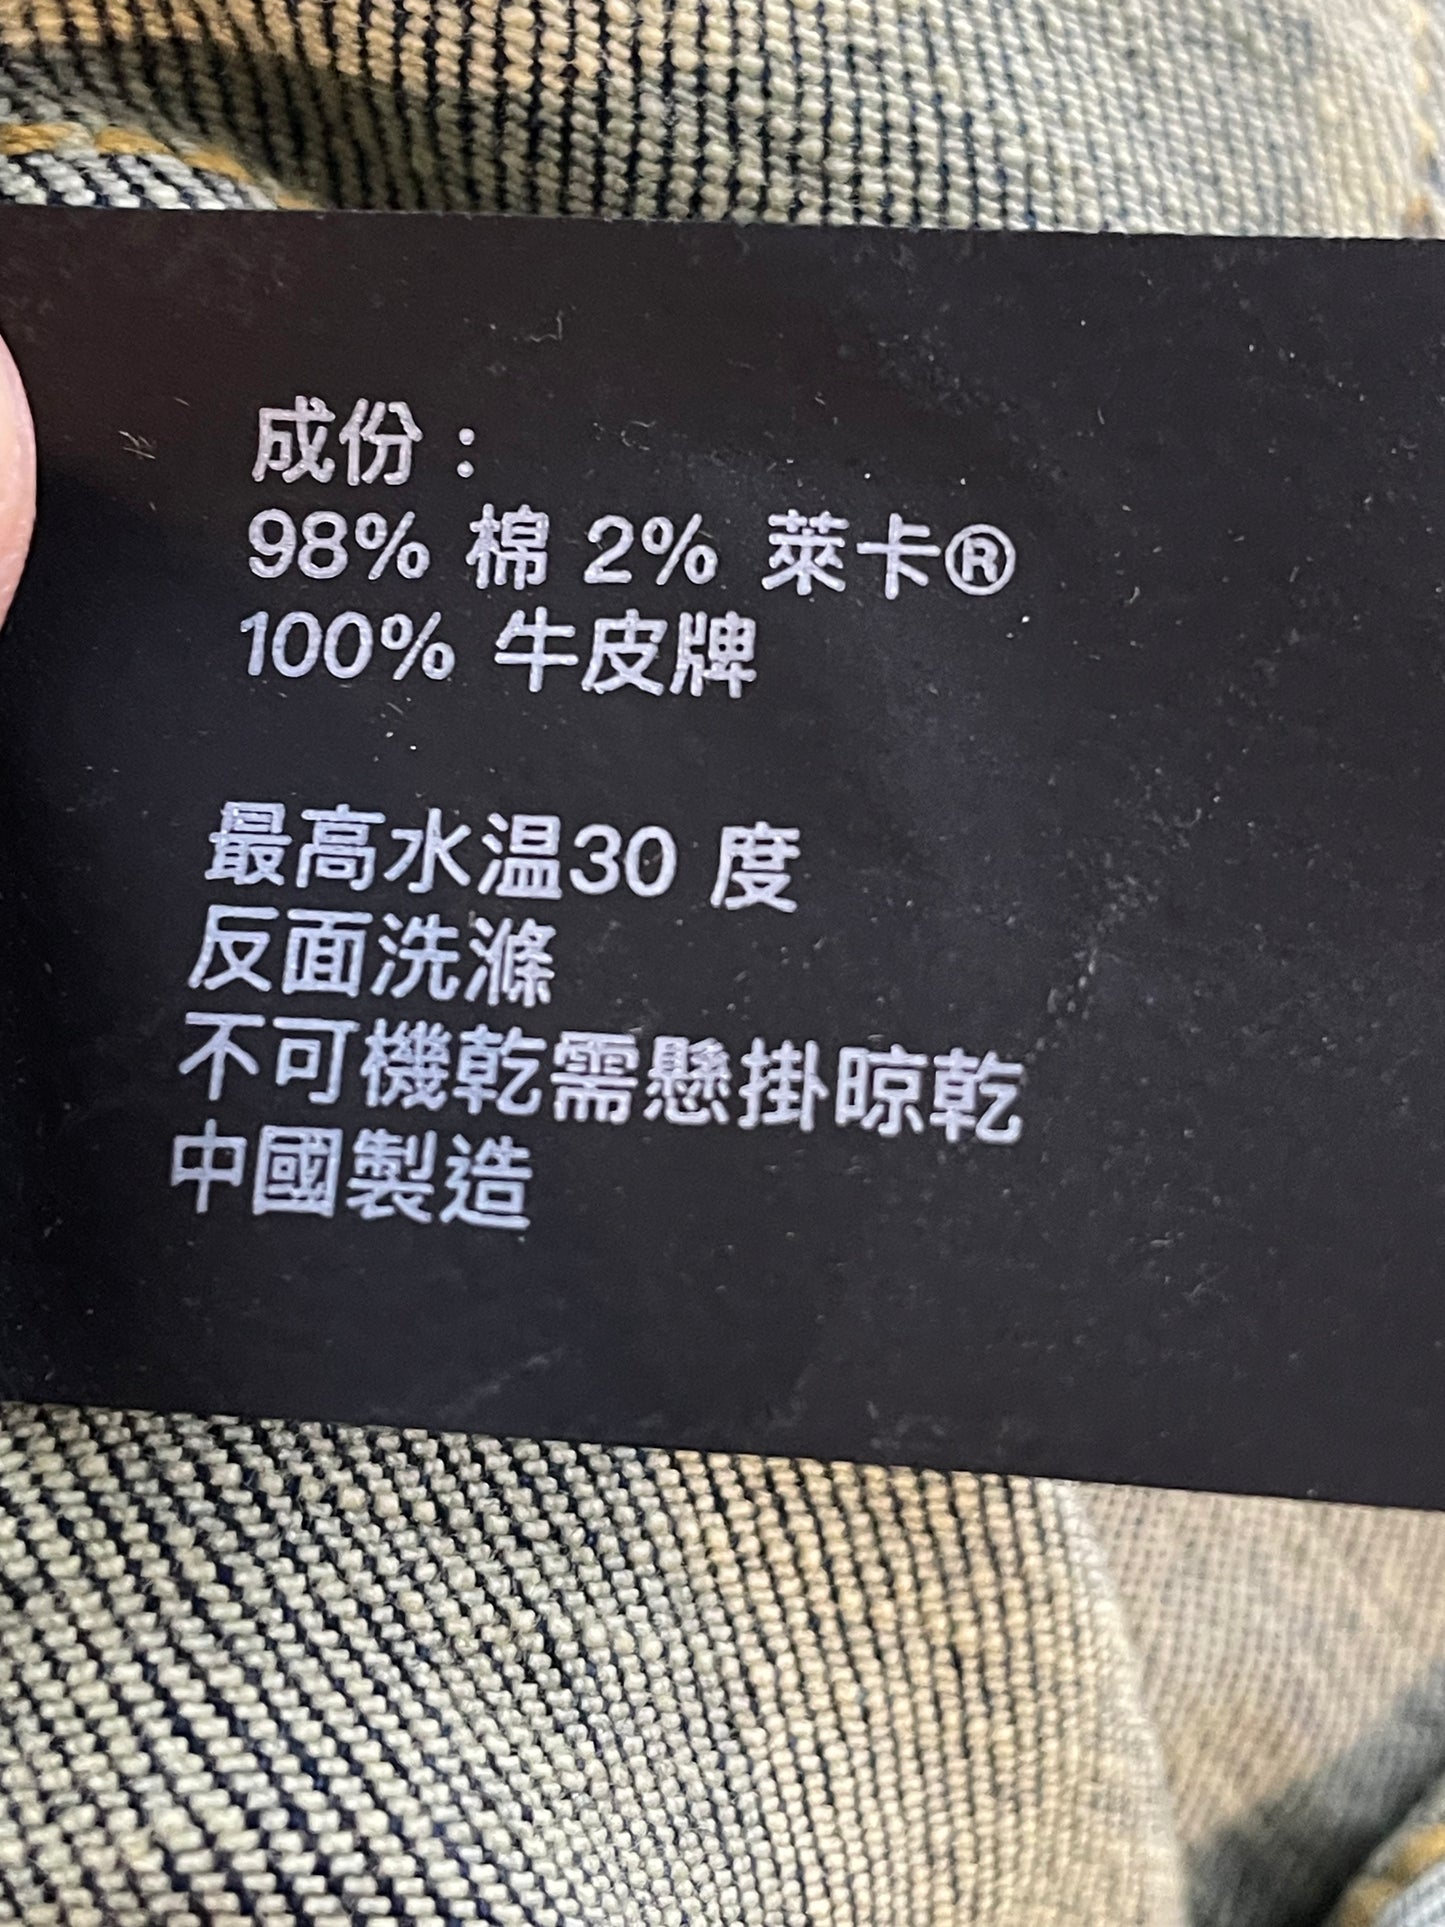 成份：
98% 棉 2% 萊卡®
100% 牛皮牌
最高水温30 度
反面洗滌
不可機乾需懸掛晾乾
中國製造